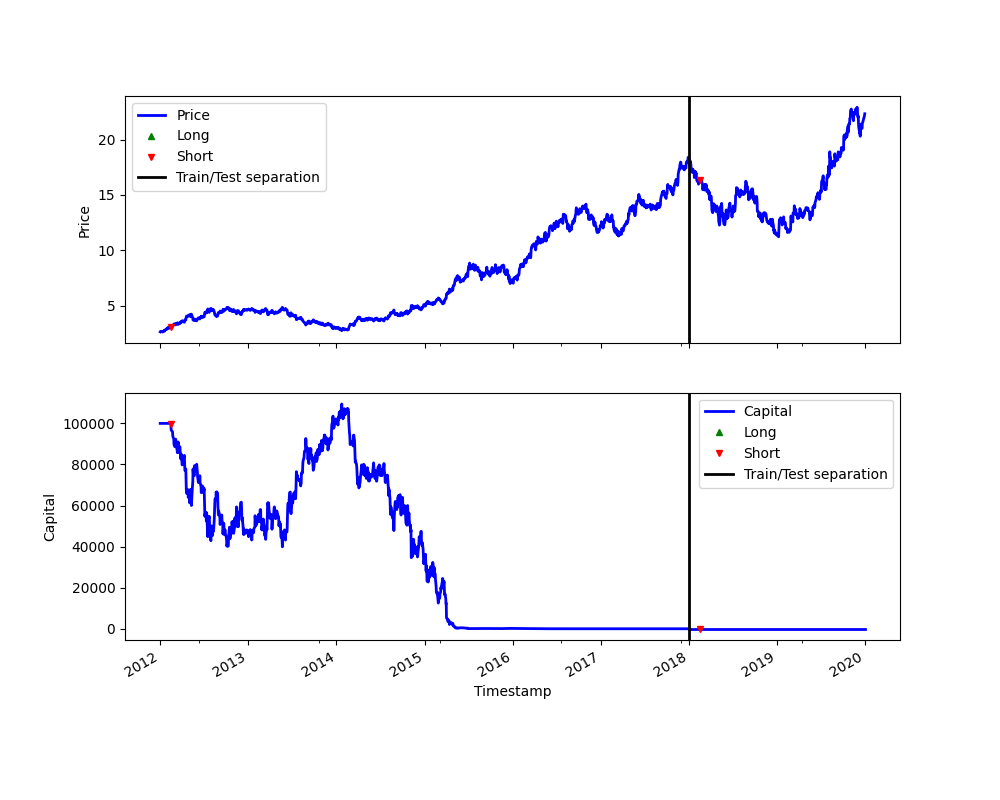 Price
Long
Short
Train/Test separation
20
15
10
5
Price
Capital
Long
Short
Train/Test separation
100000
80000
60000
40000
20000
0
Capital
2012 2013 2014 2015 2016 2017 2018 2019 2020
Timestamp